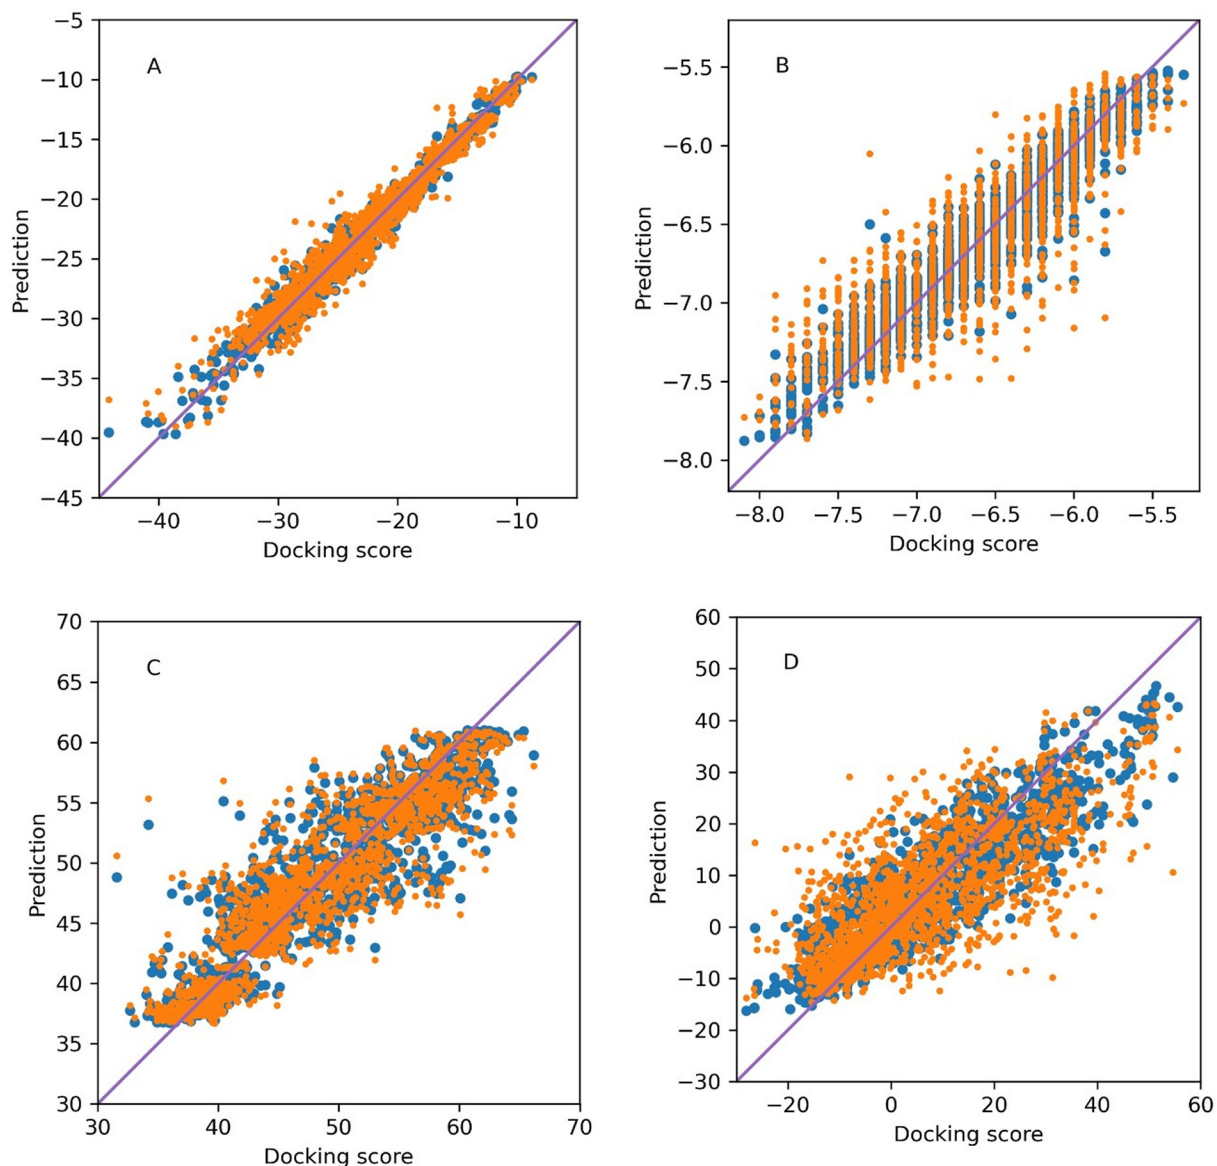 A
−5
−10
−15
−20
−25
−30
−35
−40
−45
Prediction
−40 −30 −20 −10
Docking score
B
−5.5
−6.0
−6.5
−7.0
−7.5
−8.0
Prediction
−8.0 −7.5 −7.0 −6.5 −6.0 −5.5
Docking score
C
70
65
60
55
50
45
40
35
30
Prediction
30 40 50 60 70
Docking score
D
60
50
40
30
20
10
0
−10
−20
−30
Prediction
−20 0 20 40 60
Docking score